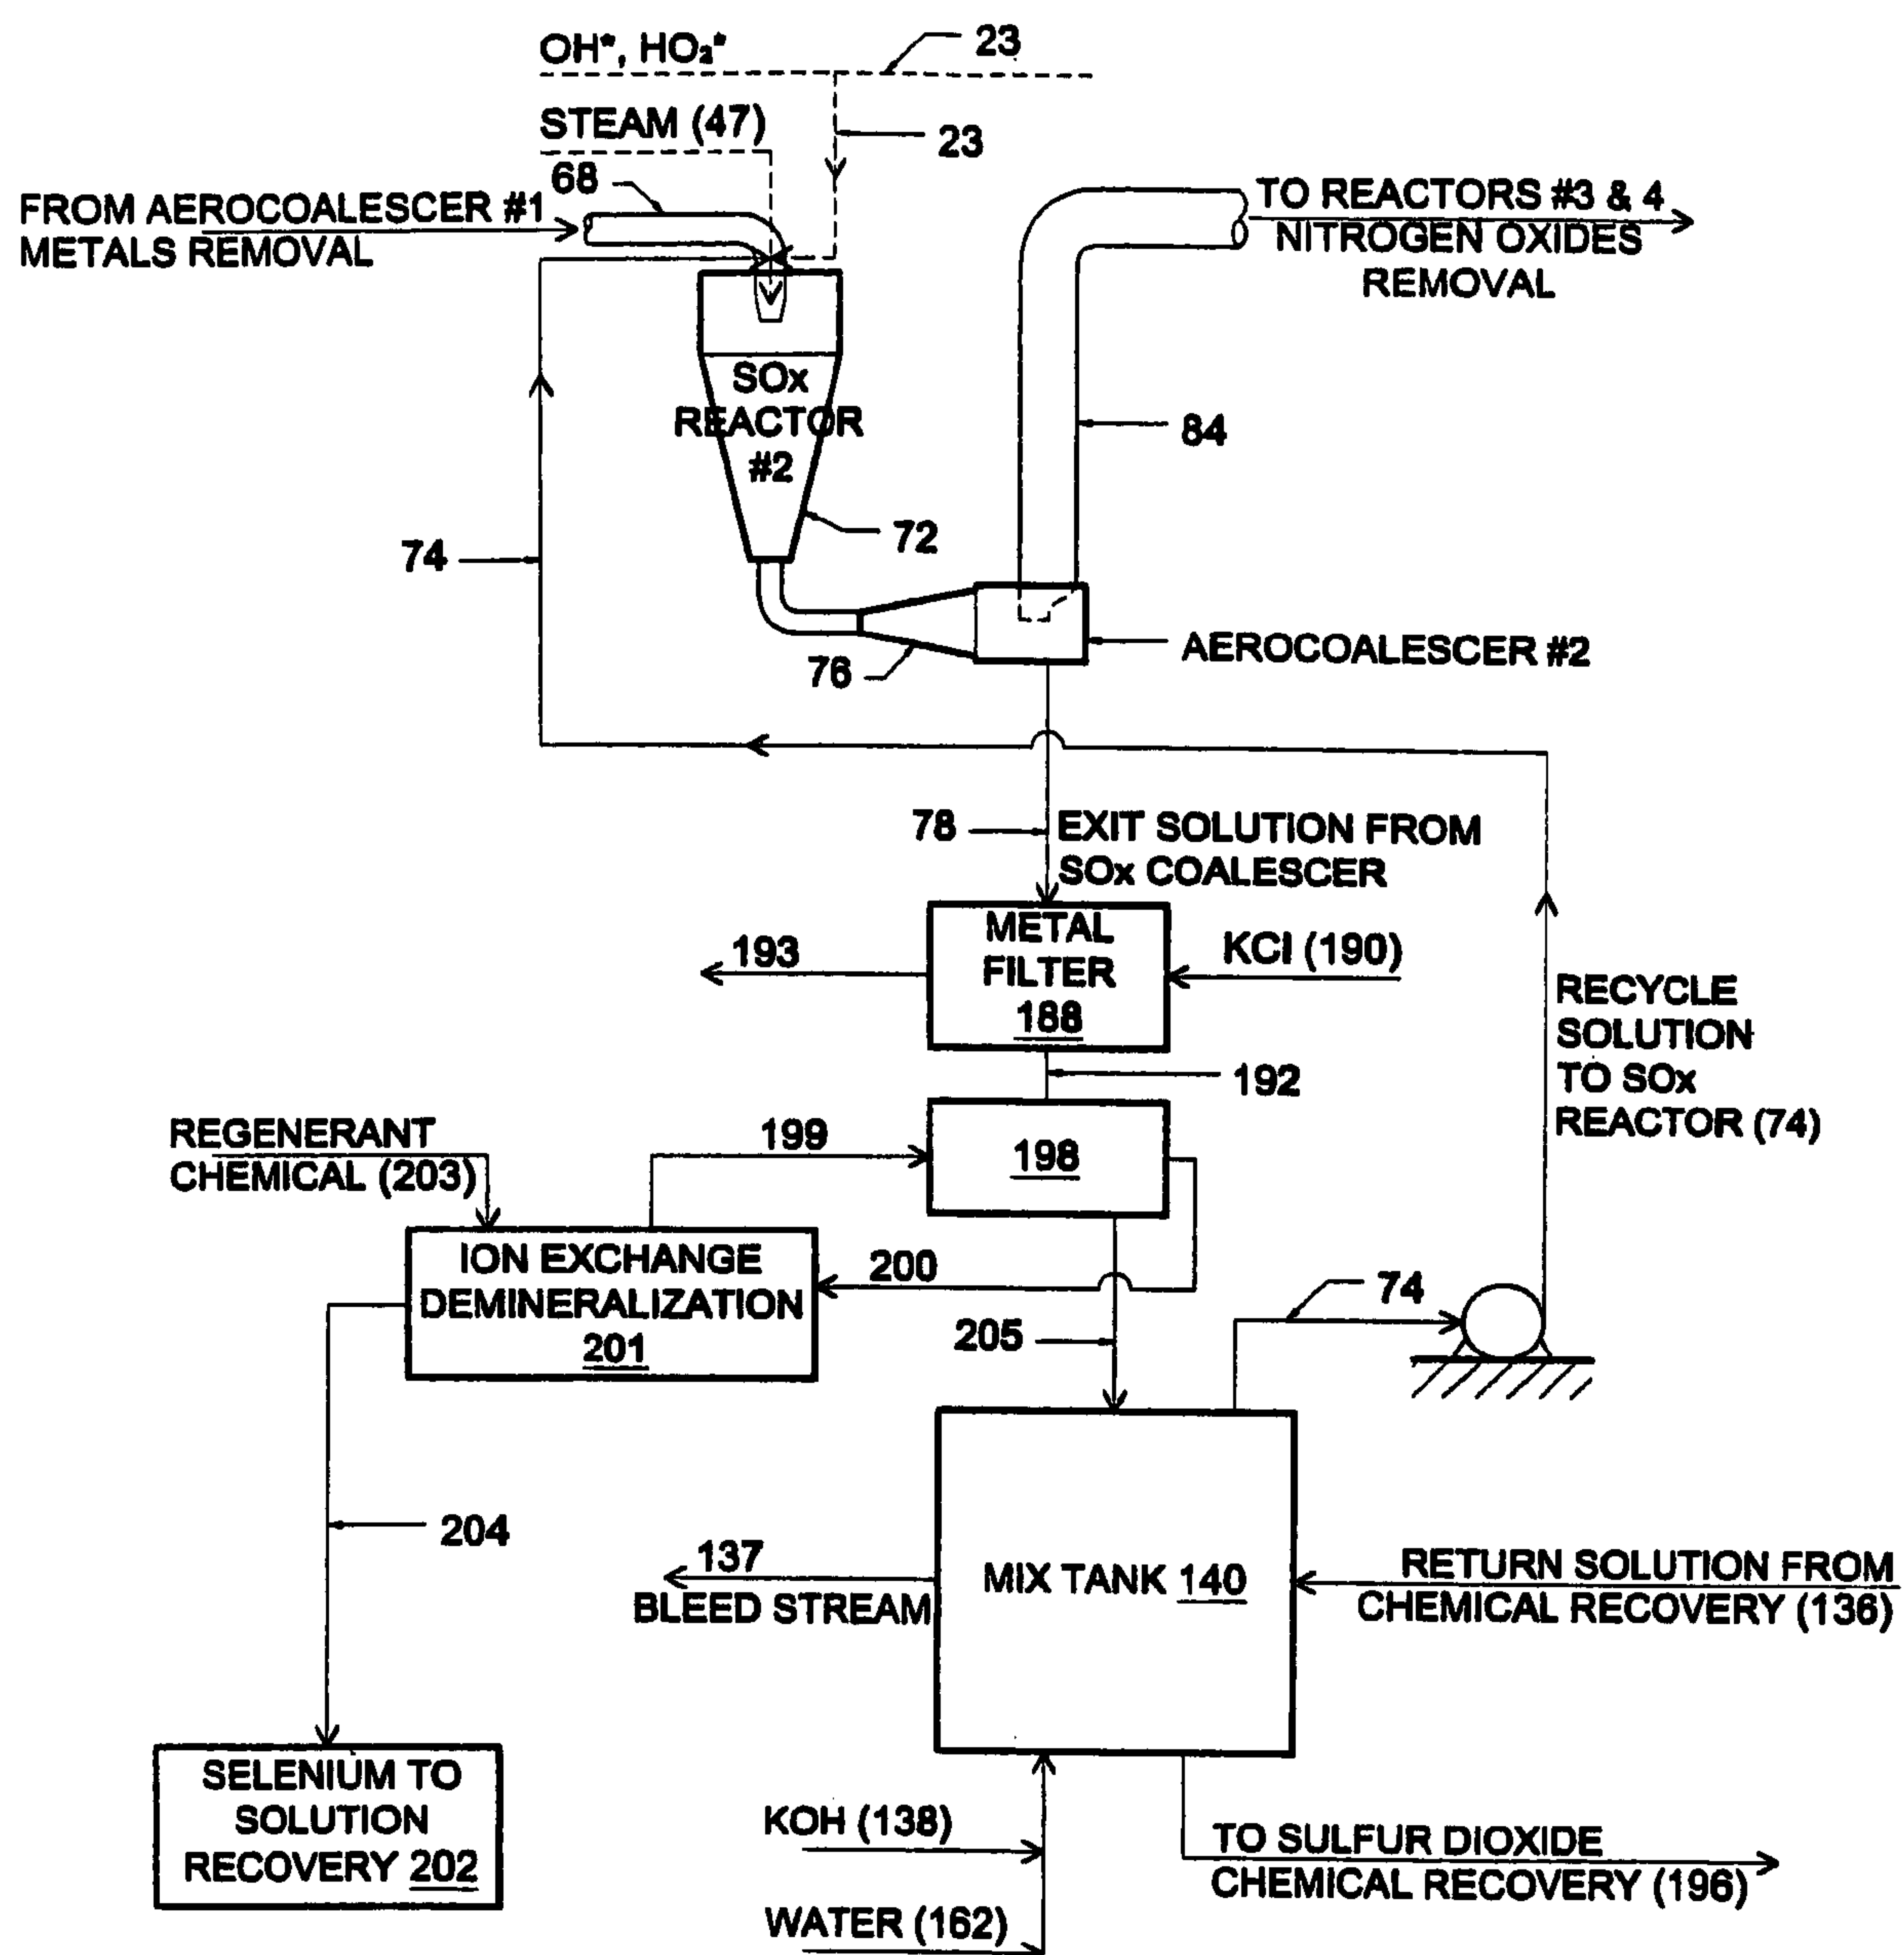 OH*, HO₂*
23
STEAM (47)
23
68
FROM AEROCOALESCER #1
METALS REMOVAL
TO REACTORS #3 & 4
NITROGEN OXIDES
REMOVAL
SOx
REACTOR
#2
84
72
74
76
AEROCOALESCER #2
78
EXIT SOLUTION FROM
SOx COALESCER
METAL
FILTER
188
193
KCl (190)
RECYCLE
SOLUTION
TO SOx
REACTOR (74)
192
REGENERANT
CHEMICAL (203)
199
198
ION EXCHANGE
DEMINERALIZATION
201
200
74
205
204
137
BLEED STREAM
MIX TANK 140
RETURN SOLUTION FROM
CHEMICAL RECOVERY (136)
SELENIUM TO
SOLUTION
RECOVERY 202
KOH (138)
TO SULFUR DIOXIDE
CHEMICAL RECOVERY (196)
WATER (162)